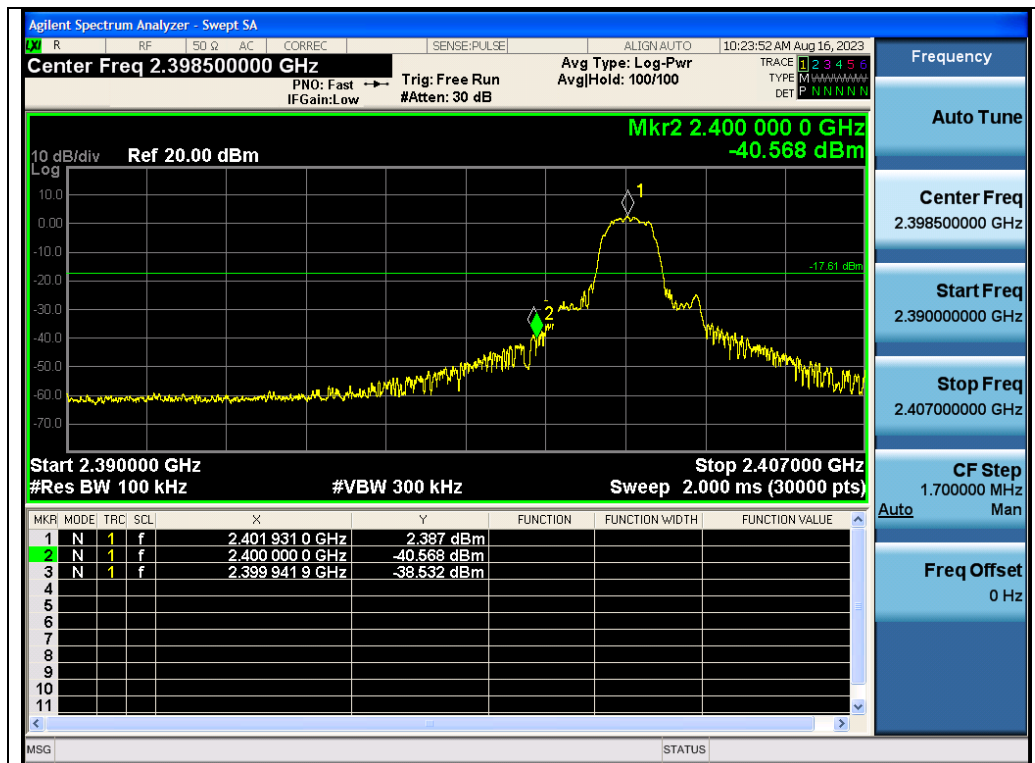 Agilent Spectrum Analyzer - Swept SA
LXI R RF 50 Ω AC CORREC SENSE:PULSE ALIGN AUTO 10:23:52 AM Aug 16, 2023
Center Freq 2.398500000 GHz
PNO: Fast
IFGain:Low
Trig: Free Run
#Atten: 30 dB
Avg Type: Log-Pwr
Avg|Hold: 100/100
TRACE 1 2 3 4 5 6
TYPE M
DET P N N N N N
Mkr2 2.400 000 0 GHz
-40.568 dBm
10 dB/div Ref 20.00 dBm
Log
10.0
0.00
-10.0
-20.0
-30.0
-40.0
-50.0
-60.0
-70.0
1
-17.61 dBm
2
Start 2.390000 GHz Stop 2.407000 GHz
#Res BW 100 kHz #VBW 300 kHz Sweep 2.000 ms (30000 pts)
MKR MODE TRC SCL X Y FUNCTION FUNCTION WIDTH FUNCTION VALUE
1 N 1 f 2.401 931 0 GHz 2.387 dBm
2 N 1 f 2.400 000 0 GHz -40.568 dBm
3 N 1 f 2.399 941 9 GHz -38.532 dBm
4
5
6
7
8
9
10
11
MSG STATUS
Frequency
Auto Tune
Center Freq
2.398500000 GHz
Start Freq
2.390000000 GHz
Stop Freq
2.407000000 GHz
CF Step
1.700000 MHz
Auto Man
Freq Offset
0 Hz